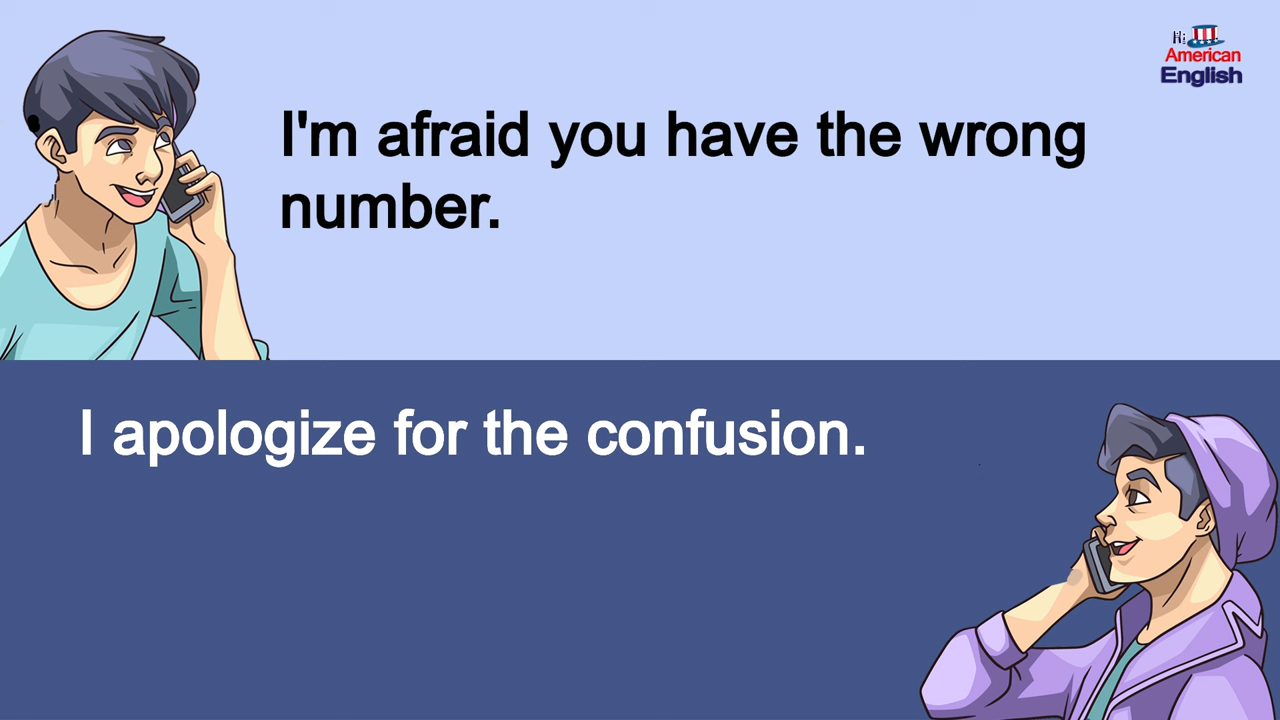 Hi
American
English
I'm afraid you have the wrong
number.
I apologize for the confusion.